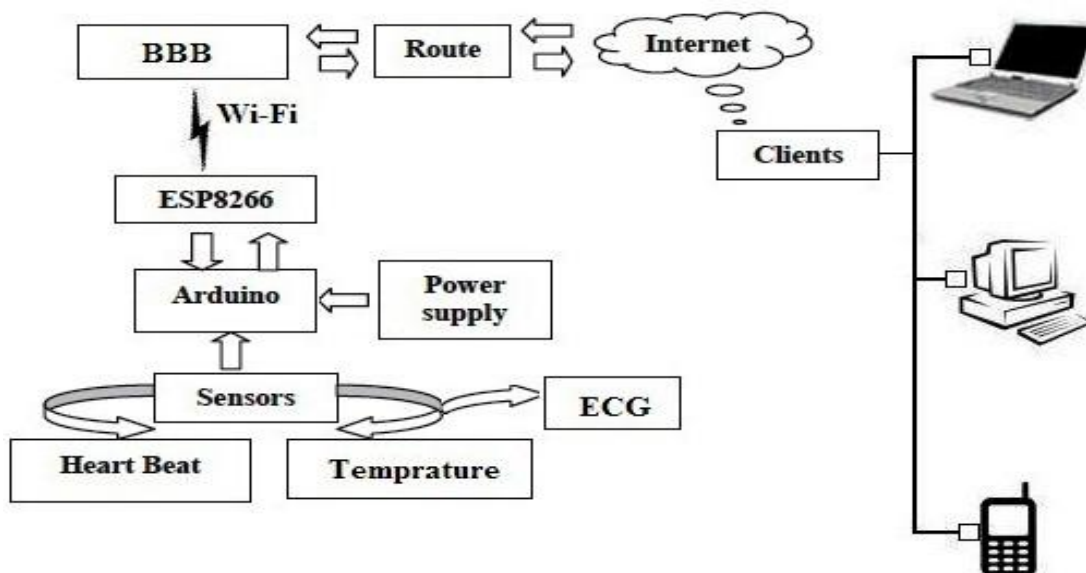 BBB
Route
Internet
Wi-Fi
Clients
ESP8266
Arduino
Power
supply
Sensors
ECG
Heart Beat
Temprature